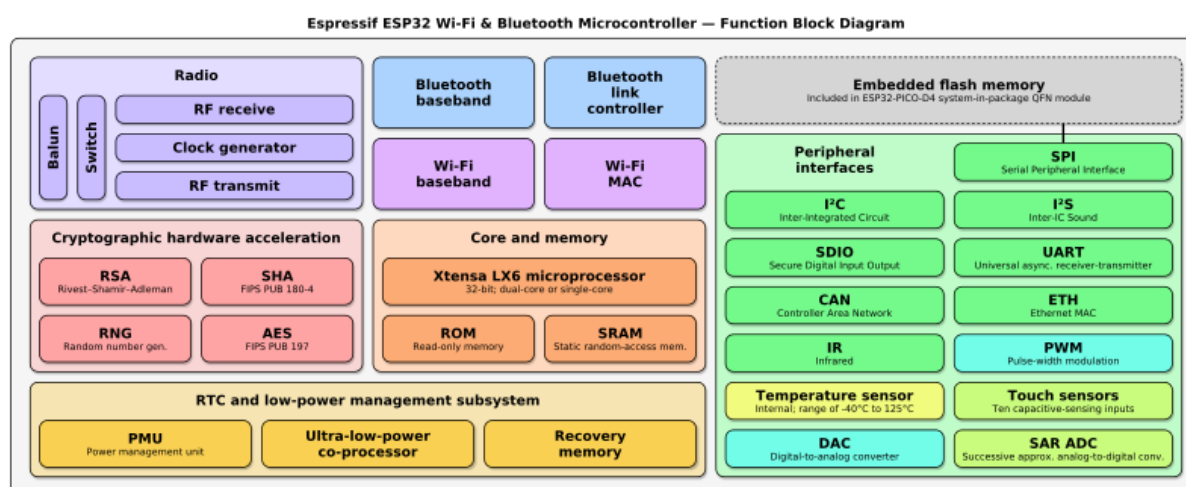 Espressif ESP32 Wi-Fi & Bluetooth Microcontroller — Function Block Diagram
Radio
Balun
Switch
RF receive
Clock generator
RF transmit
Bluetooth
baseband
Bluetooth
link
controller
Wi-Fi
baseband
Wi-Fi
MAC
Embedded flash memory
Included in ESP32-PICO-D4 system-in-package QFN module
Cryptographic hardware acceleration
RSA
Rivest–Shamir–Adleman
SHA
FIPS PUB 180-4
RNG
Random number gen.
AES
FIPS PUB 197
Core and memory
Xtensa LX6 microprocessor
32-bit; dual-core or single-core
ROM
Read-only memory
SRAM
Static random-access mem.
RTC and low-power management subsystem
PMU
Power management unit
Ultra-low-power
co-processor
Recovery
memory
Peripheral
interfaces
SPI
Serial Peripheral Interface
I²C
Inter-Integrated Circuit
I²S
Inter-IC Sound
SDIO
Secure Digital Input Output
UART
Universal async. receiver-transmitter
CAN
Controller Area Network
ETH
Ethernet MAC
IR
Infrared
PWM
Pulse-width modulation
Temperature sensor
Internal; range of -40°C to 125°C
Touch sensors
Ten capacitive-sensing inputs
DAC
Digital-to-analog converter
SAR ADC
Successive approx. analog-to-digital conv.